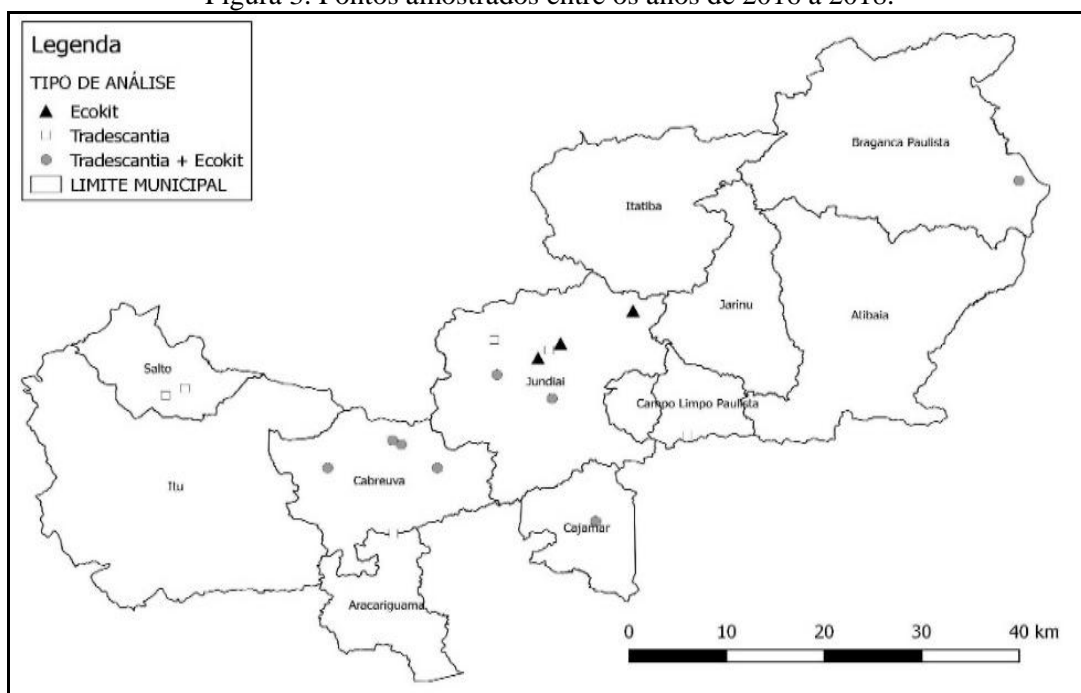 Figura 3. Pontos amostrados entre os anos de 2016 a 2018.
Legenda
TIPO DE ANÁLISE
Ecokit
Tradescantia
Tradescantia + Ecokit
LIMITE MUNICIPAL
Braganca Paulista
Itatiba
Jarinu
Atibaia
Salto
Jundiai
Campo Limpo Paulista
Itu
Cabreuva
Cajamar
Aracariguama
0 10 20 30 40 km